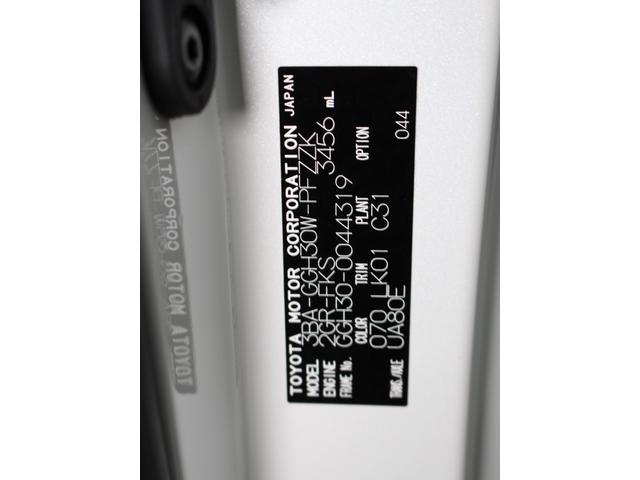 TOYOTA MOTOR CORPORATION JAPAN
MODEL 3BA-GGH30W-PFZZK
ENGINE 2GR-FKS 3456 mL
FRAME No. GGH30-0044319
COLOR TRIM PLANT OPTION
070 LK01 C31 044
TRANS/AXLE UA80E